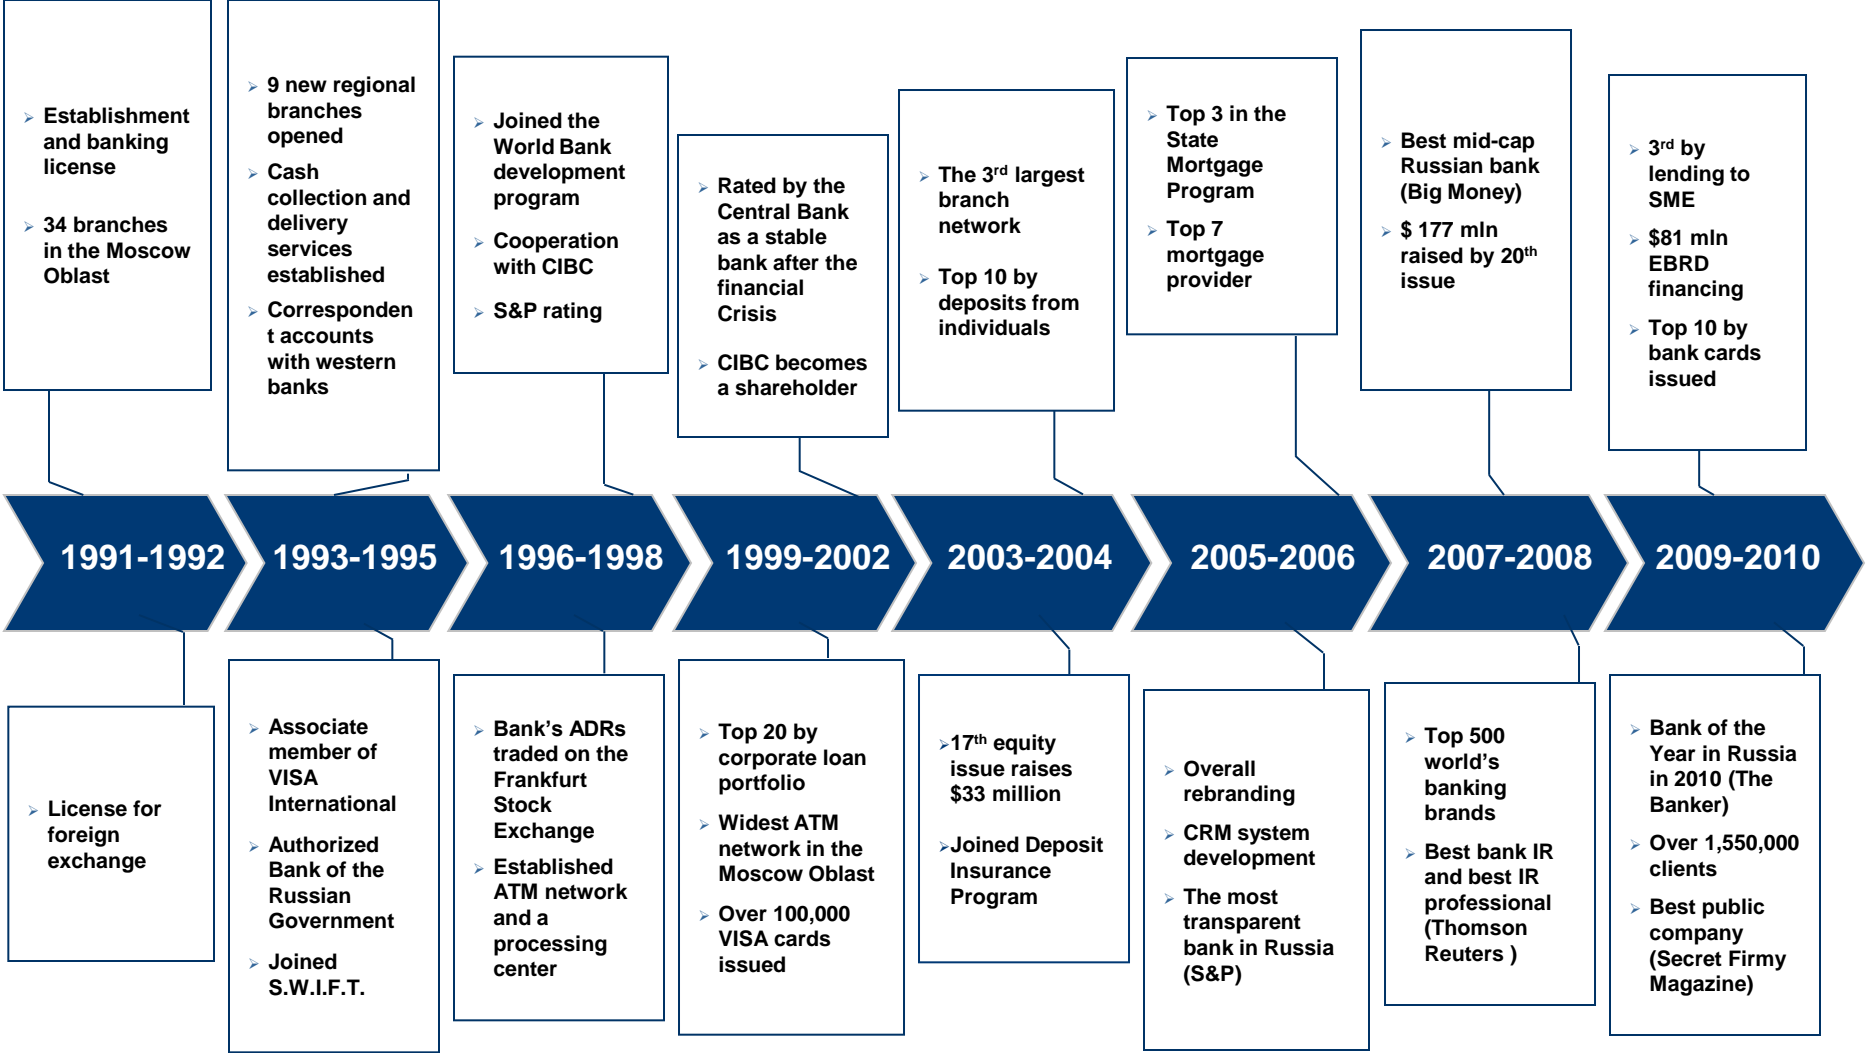 Establishment
and banking
license
34 branches
in the Moscow
Oblast
9 new regional
branches
opened
Cash
collection and
delivery
services
established
Corresponden
t accounts
with western
banks
Joined the
World Bank
development
program
Cooperation
with CIBC
S&P rating
Rated by the
Central Bank
as a stable
bank after the
financial
Crisis
CIBC becomes
a shareholder
The 3rd largest
branch
network
Top 10 by
deposits from
individuals
Top 3 in the
State
Mortgage
Program
Top 7
mortgage
provider
Best mid-cap
Russian bank
(Big Money)
$ 177 mln
raised by 20th
issue
3rd by
lending to
SME
$81 mln
EBRD
financing
Top 10 by
bank cards
issued
1991-1992
1993-1995
1996-1998
1999-2002
2003-2004
2005-2006
2007-2008
2009-2010
License for
foreign
exchange
Associate
member of
VISA
International
Authorized
Bank of the
Russian
Government
Joined
S.W.I.F.T.
Bank’s ADRs
traded on the
Frankfurt
Stock
Exchange
Established
ATM network
and a
processing
center
Top 20 by
corporate loan
portfolio
Widest ATM
network in the
Moscow Oblast
Over 100,000
VISA cards
issued
17th equity
issue raises
$33 million
Joined Deposit
Insurance
Program
Overall
rebranding
CRM system
development
The most
transparent
bank in Russia
(S&P)
Top 500
world’s
banking
brands
Best bank IR
and best IR
professional
(Thomson
Reuters )
Bank of the
Year in Russia
in 2010 (The
Banker)
Over 1,550,000
clients
Best public
company
(Secret Firmy
Magazine)